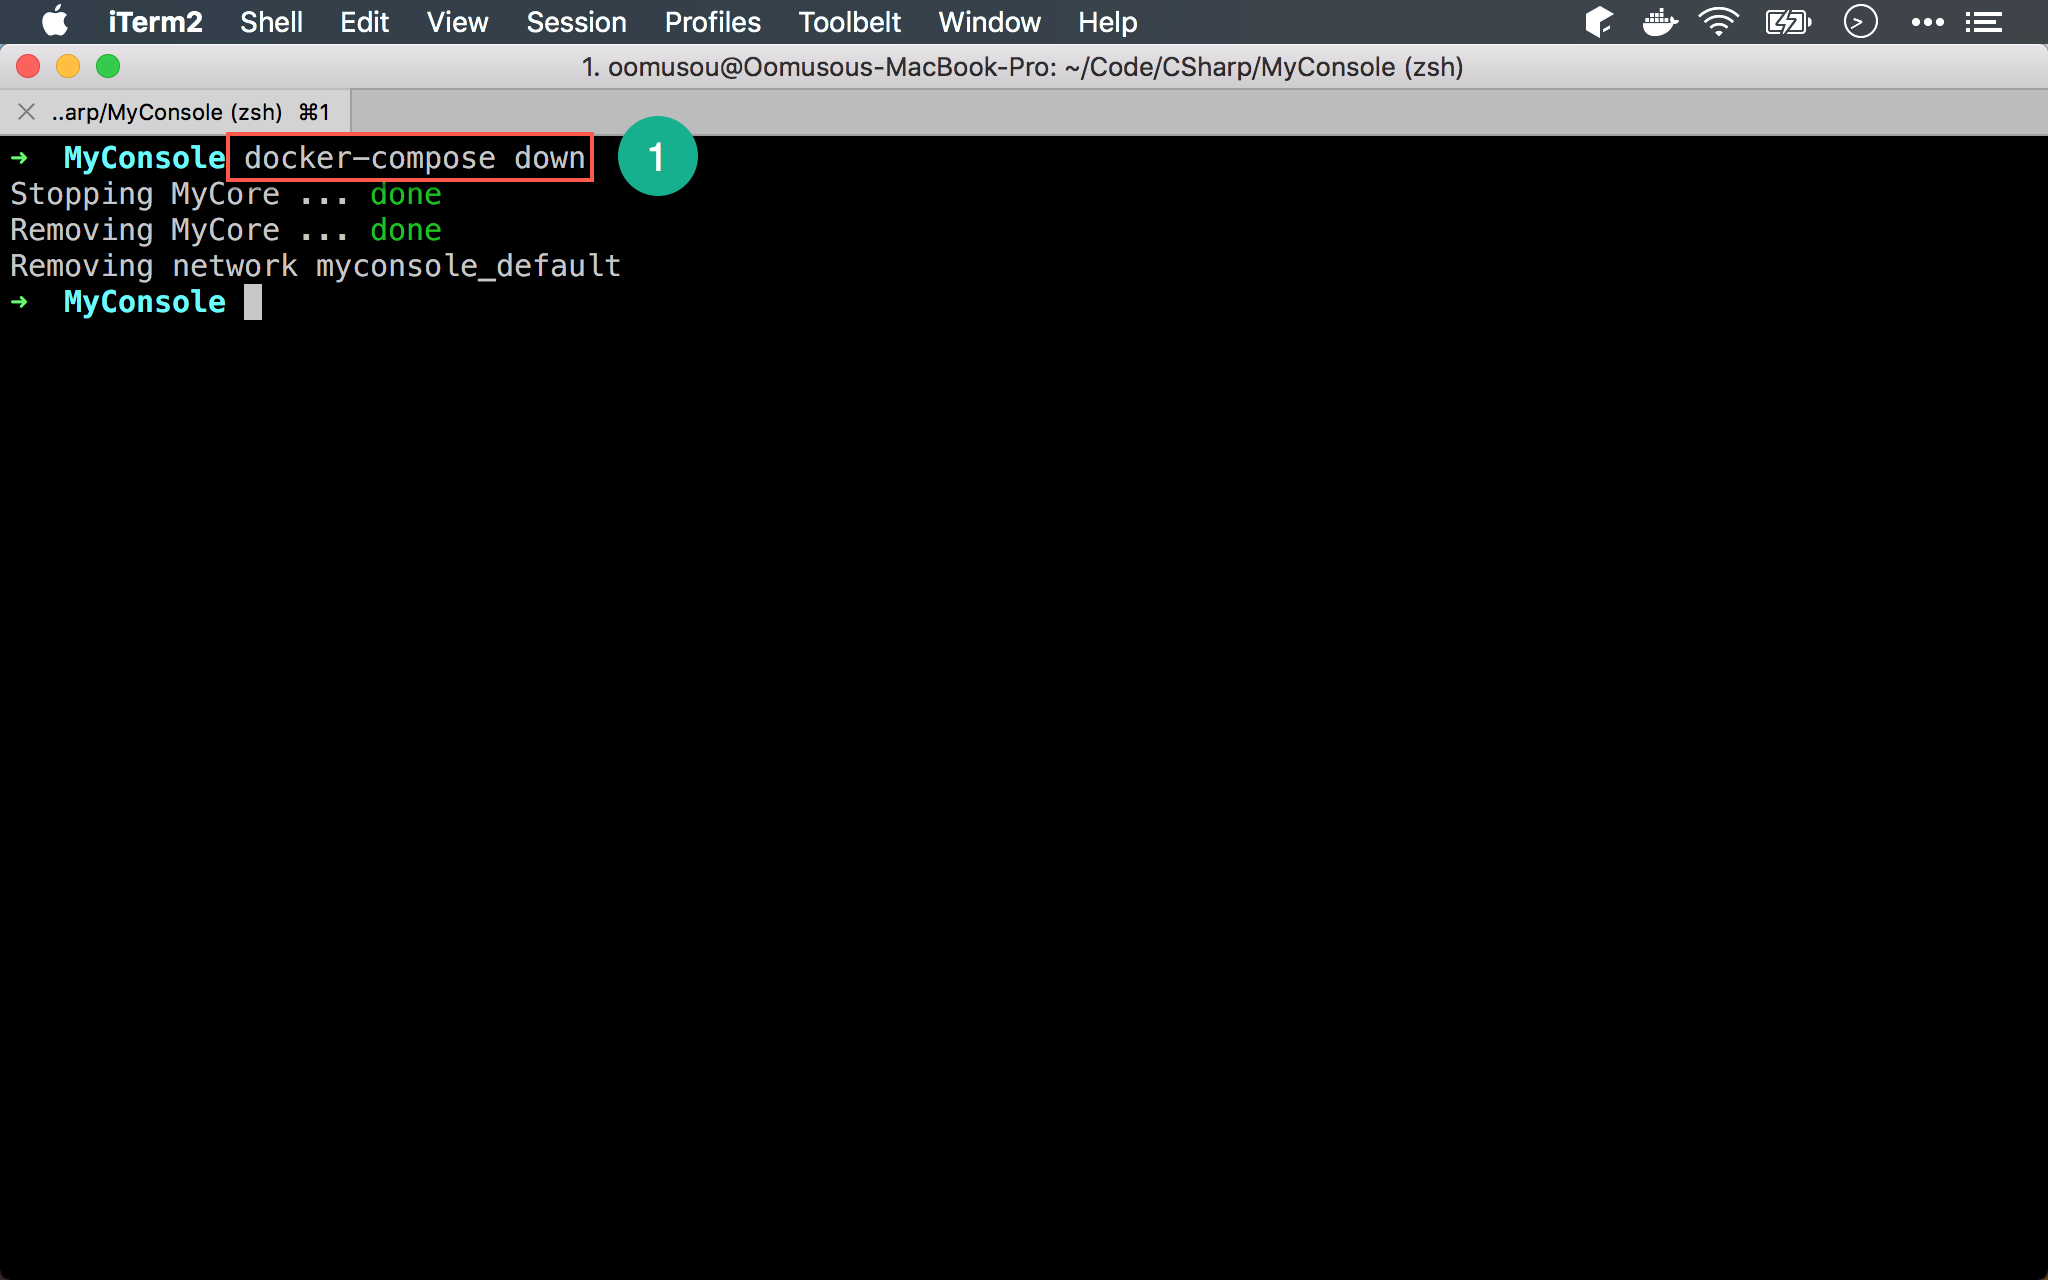 iTerm2 Shell Edit View Session Profiles Toolbelt Window Help
1. oomusou@Oomusous-MacBook-Pro: ~/Code/CSharp/MyConsole (zsh)
..arp/MyConsole (zsh) ⌘1
➜ MyConsole docker-compose down 1
Stopping MyCore ... done
Removing MyCore ... done
Removing network myconsole_default
➜ MyConsole